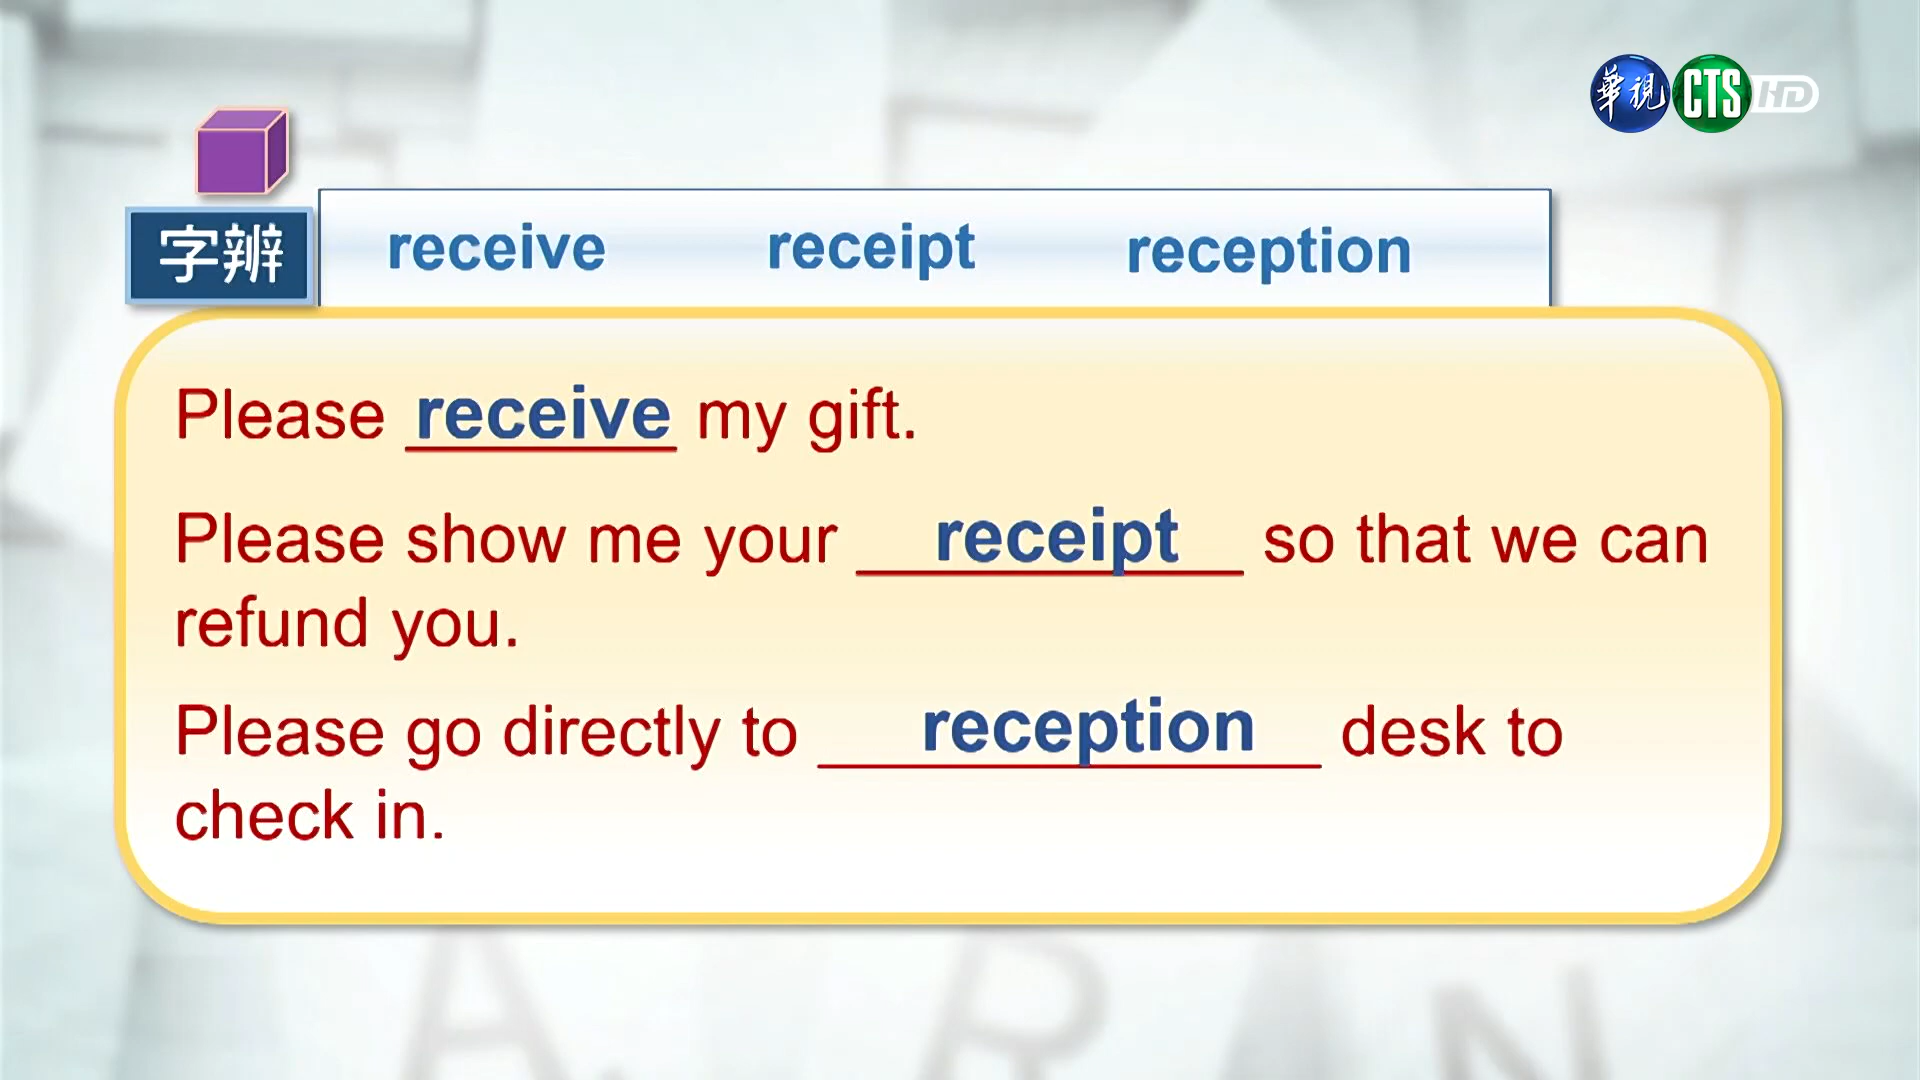 華視 CTS HD
字辨 receive receipt reception
Please receive my gift.
Please show me your receipt so that we can
refund you.
Please go directly to reception desk to
check in.
A R N